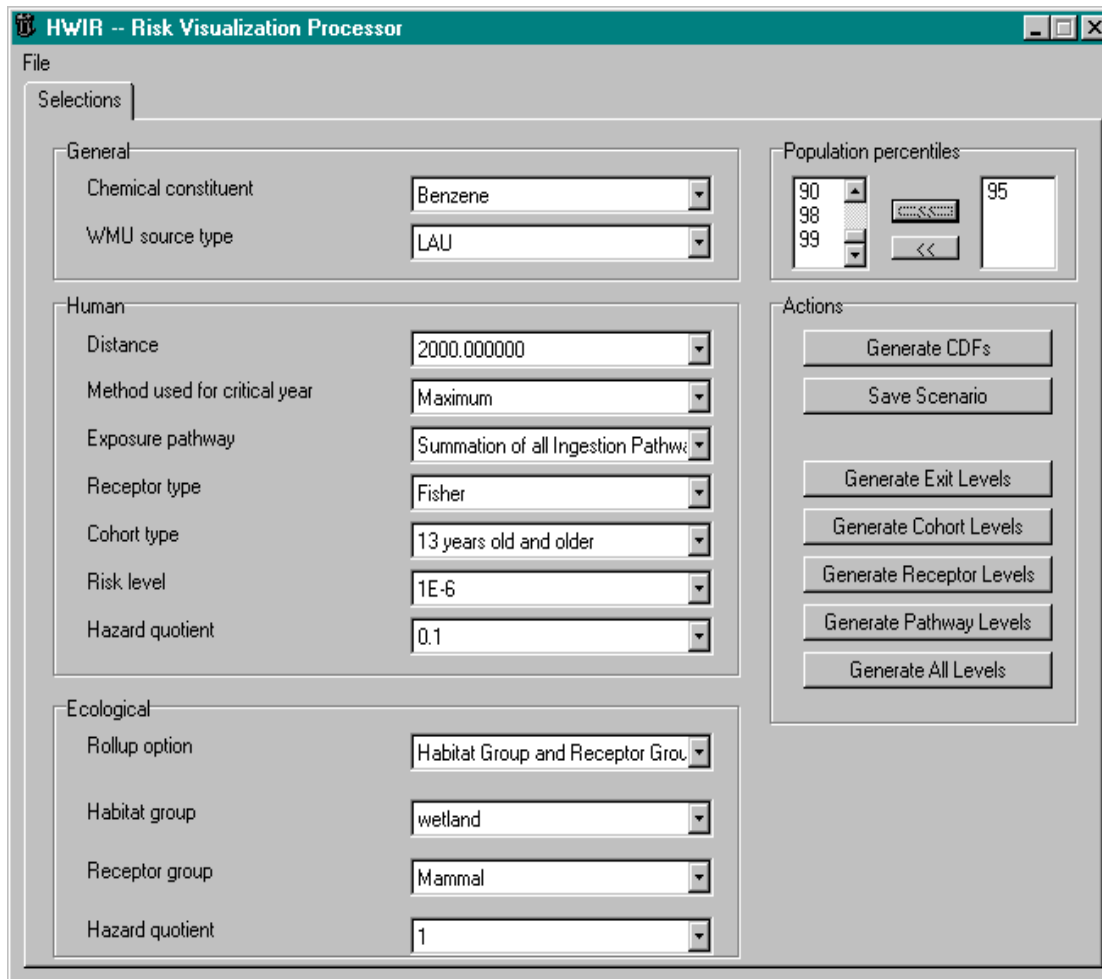 HWIR -- Risk Visualization Processor
File
Selections
General
Chemical constituent Benzene
WMU source type LAU
Population percentiles
90 95
98
99
<<
Human
Distance 2000.000000
Method used for critical year Maximum
Exposure pathway Summation of all Ingestion
Receptor type Fisher
Cohort type 13 years old and older
Risk level 1E-6
Hazard quotient 0.1
Actions
Generate CDFs
Save Scenario
Generate Exit Levels
Generate Cohort Levels
Generate Receptor Levels
Generate Pathway Levels
Generate All Levels
Ecological
Rollup option Habitat Group and Receptor
Habitat group wetland
Receptor group Mammal
Hazard quotient 1